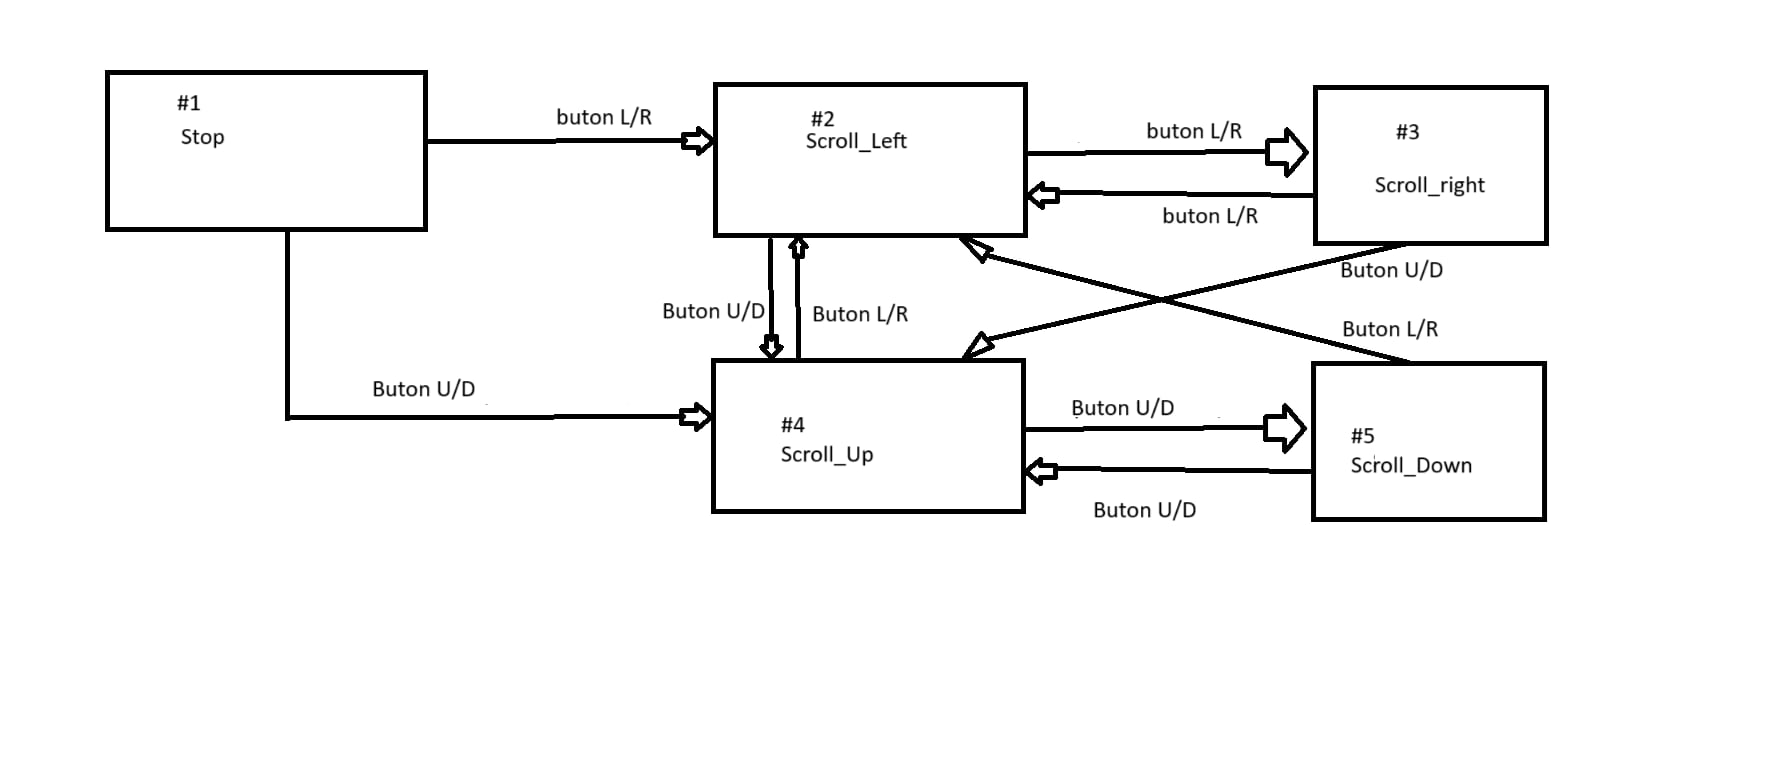 #1
Stop
buton L/R
#2
Scroll_Left
buton L/R
buton L/R
#3
Scroll_right
Buton U/D
Buton L/R
Buton U/D
Buton L/R
Buton U/D
#4
Scroll_Up
Buton U/D
Buton U/D
#5
Scroll_Down